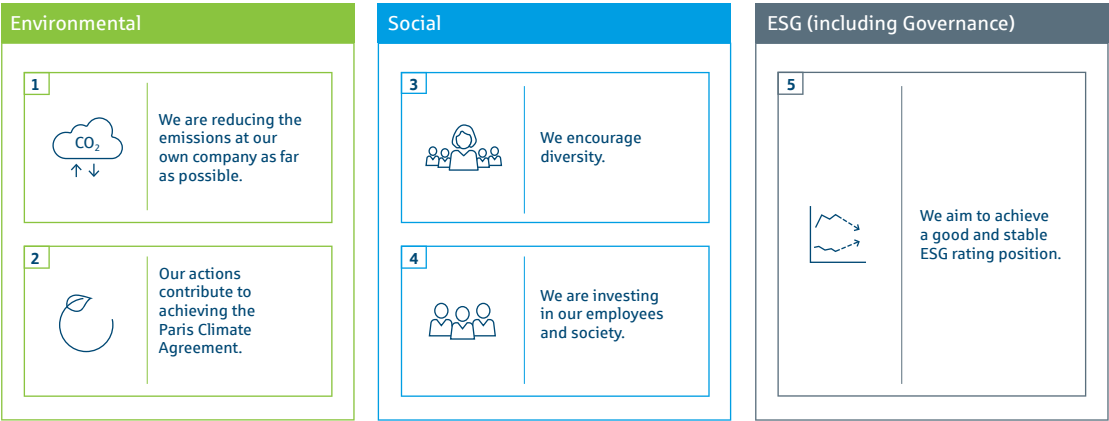 Environmental
1
CO₂
We are reducing the
emissions at our
own company as far
as possible.
2
Our actions
contribute to
achieving the
Paris Climate
Agreement.
Social
3
We encourage
diversity.
4
We are investing
in our employees
and society.
ESG (including Governance)
5
We aim to achieve
a good and stable
ESG rating position.